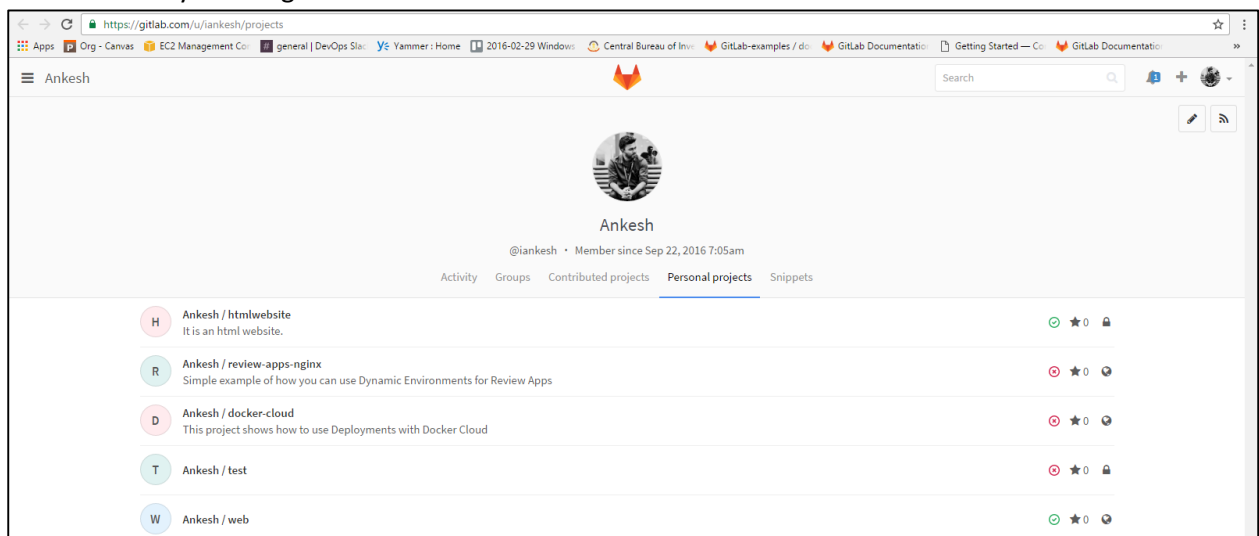 https://gitlab.com/u/iankesh/projects
Apps Org - Canvas EC2 Management Co general | DevOps Slac Yammer : Home 2016-02-29 Windows Central Bureau of Inve GitLab-examples / do GitLab Documentation Getting Started — Co GitLab Documentation »
Ankesh Search 1
Ankesh
@iankesh • Member since Sep 22, 2016 7:05am
Activity Groups Contributed projects Personal projects Snippets
H Ankesh / htmlwebsite 0
It is an html website.
R Ankesh / review-apps-nginx 0
Simple example of how you can use Dynamic Environments for Review Apps
D Ankesh / docker-cloud 0
This project shows how to use Deployments with Docker Cloud
T Ankesh / test 0
W Ankesh / web 0